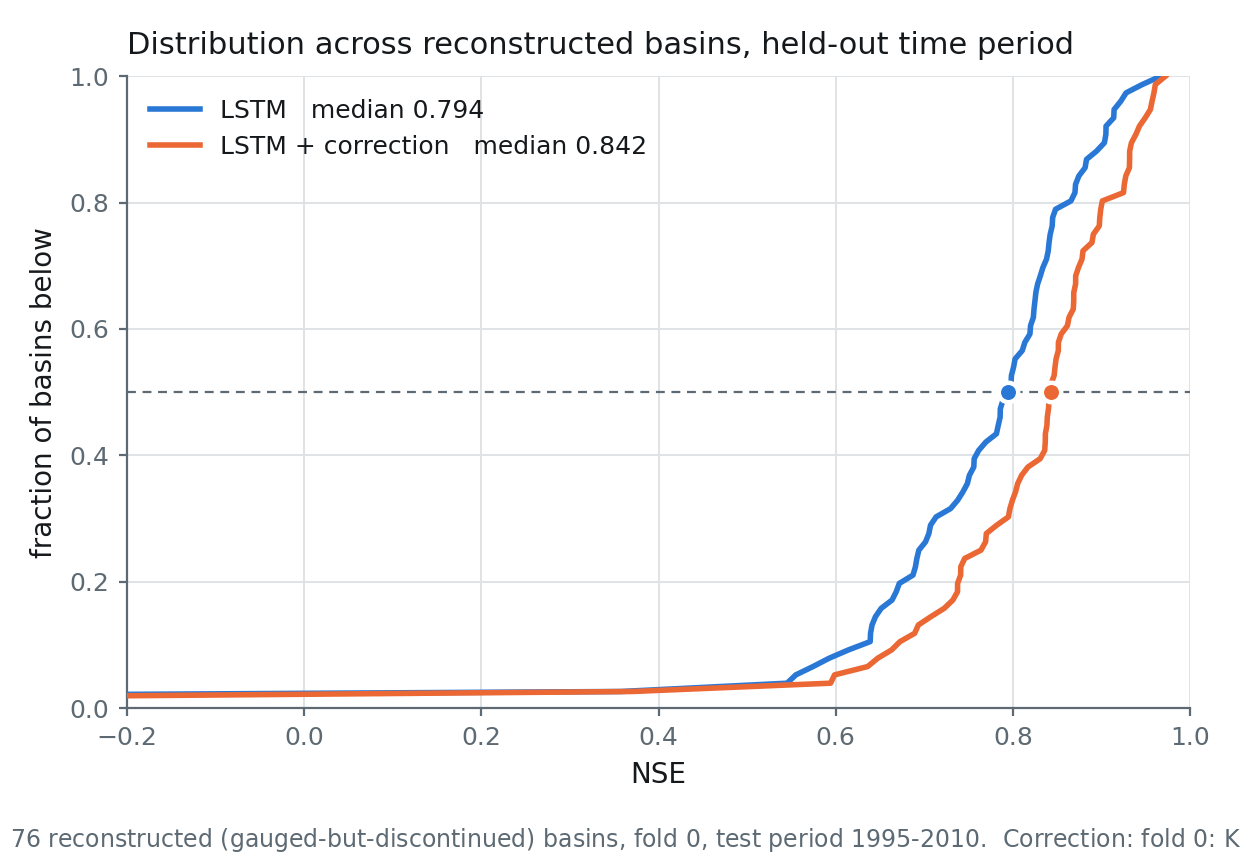 Distribution across reconstructed basins, held-out time period
LSTM   median 0.794
LSTM + correction   median 0.842
fraction of basins below
1.0
0.8
0.6
0.4
0.2
0.0
−0.2
0.0
0.2
0.4
0.6
0.8
1.0
NSE
76 reconstructed (gauged-but-discontinued) basins, fold 0, test period 1995-2010.  Correction: fold 0: K